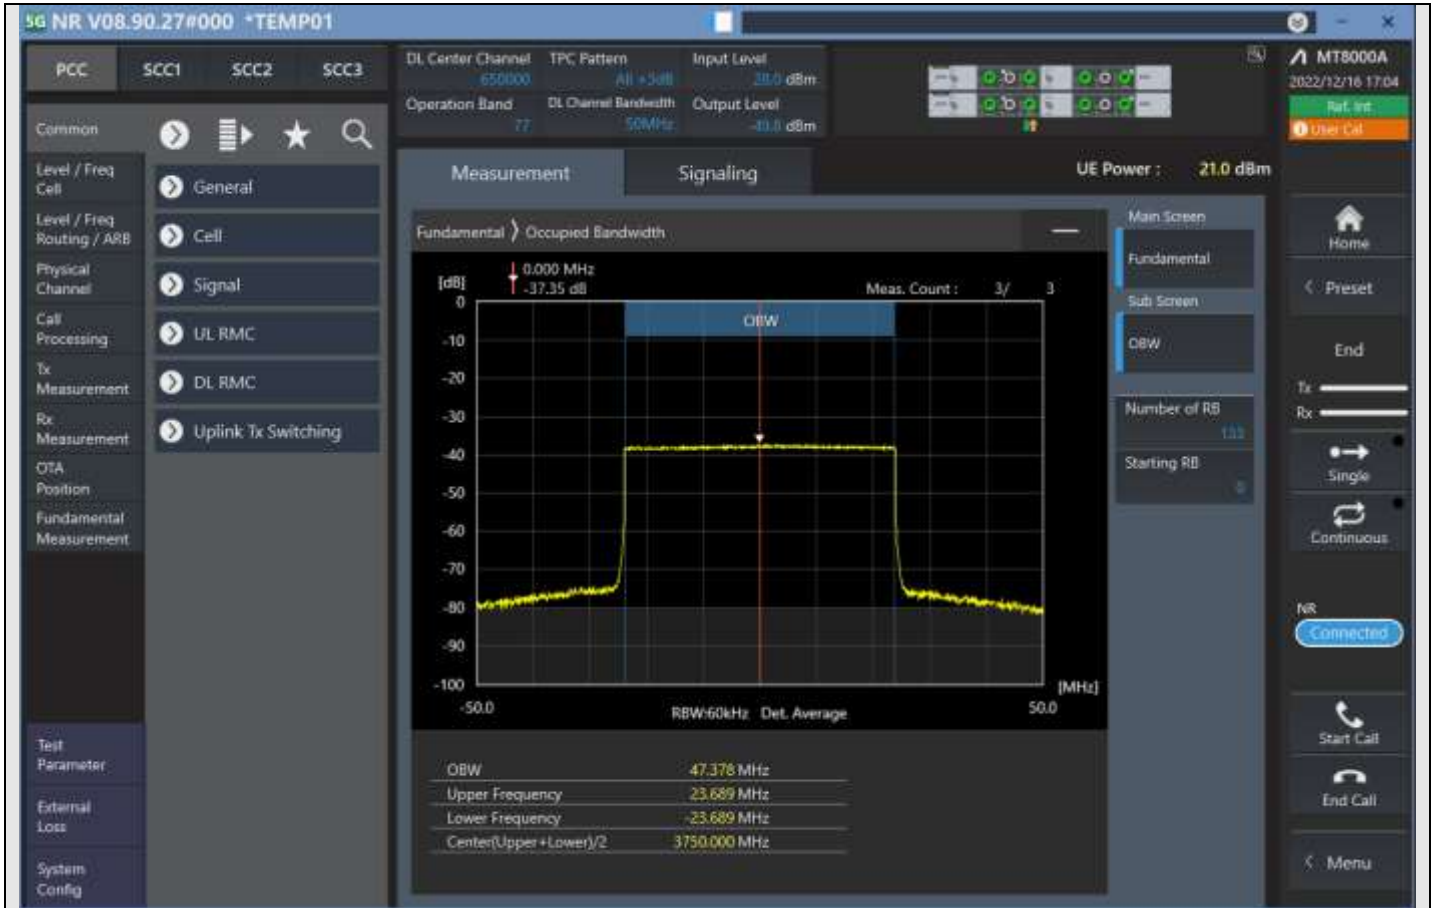 5G NR V08.90.27#000 *TEMP01
PCC SCC1 SCC2 SCC3
DL Center Channel TPC Pattern Input Level
650000 All +3dB 28.0 dBm
Operation Band DL Channel Bandwidth Output Level
77 50MHz dBm
MT8000A
2022/12/16 17:04
Ref. Int
User Cal
Common
Level / Freq
Cell
Level / Freq
Routing / ARB
Physical
Channel
Call
Processing
Tx
Measurement
Rx
Measurement
OTA
Position
Fundamental
Measurement
Test
Parameter
External
Loss
System
Config
General
Cell
Signal
UL RMC
DL RMC
Uplink Tx Switching
Measurement Signaling
UE Power : 21.0 dBm
Fundamental > Occupied Bandwidth
0.000 MHz
[dB] -37.35 dB Meas. Count : 3/ 3
0
OBW
-10
-20
-30
-40
-50
-60
-70
-80
-90
-100
[MHz]
-50.0 RBW:60kHz Det. Average 50.0
OBW 47.378 MHz
Upper Frequency 23.689 MHz
Lower Frequency -23.689 MHz
Center(Upper+Lower)/2 3750.000 MHz
Main Screen
Fundamental
Sub Screen
OBW
Number of RB
133
Starting RB
0
Home
< Preset
End
Tx
Rx
Single
Continuous
NR
Connected
Start Call
End Call
< Menu